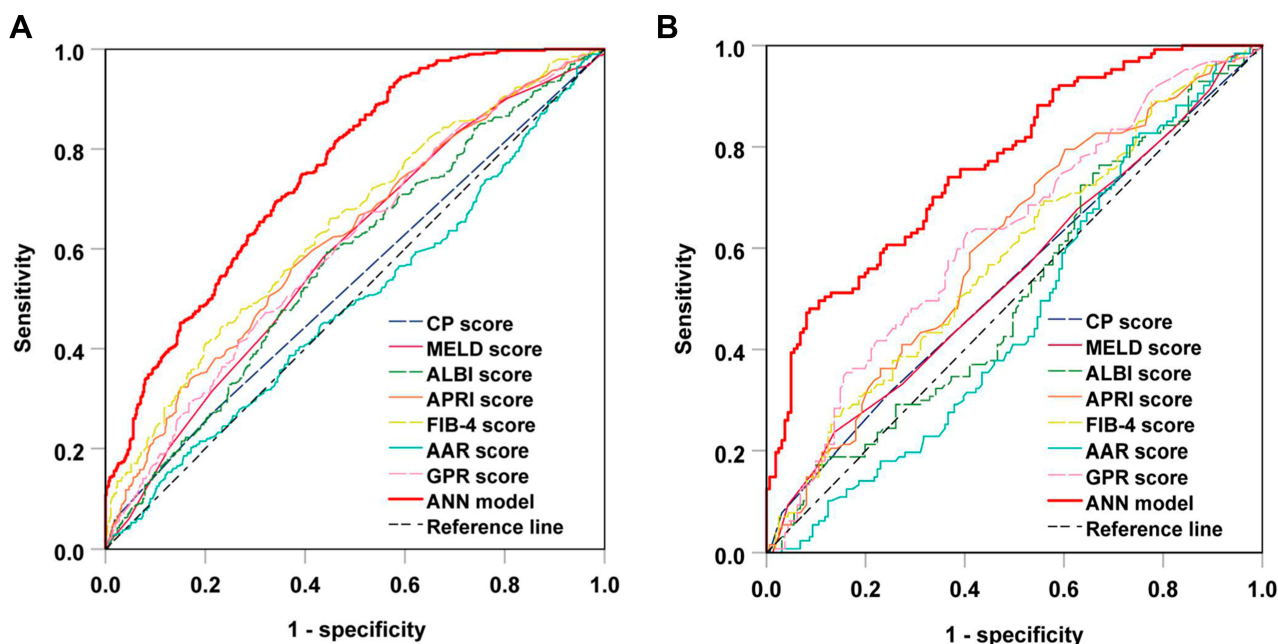 A
1.0
0.8
0.6
0.4
0.2
0.0
Sensitivity
CP score
MELD score
ALBI score
APRI score
FIB-4 score
AAR score
GPR score
ANN model
Reference line
0.0 0.2 0.4 0.6 0.8 1.0
1 - specificity
B
1.0
0.8
0.6
0.4
0.2
0.0
Sensitivity
CP score
MELD score
ALBI score
APRI score
FIB-4 score
AAR score
GPR score
ANN model
Reference line
0.0 0.2 0.4 0.6 0.8 1.0
1 - specificity